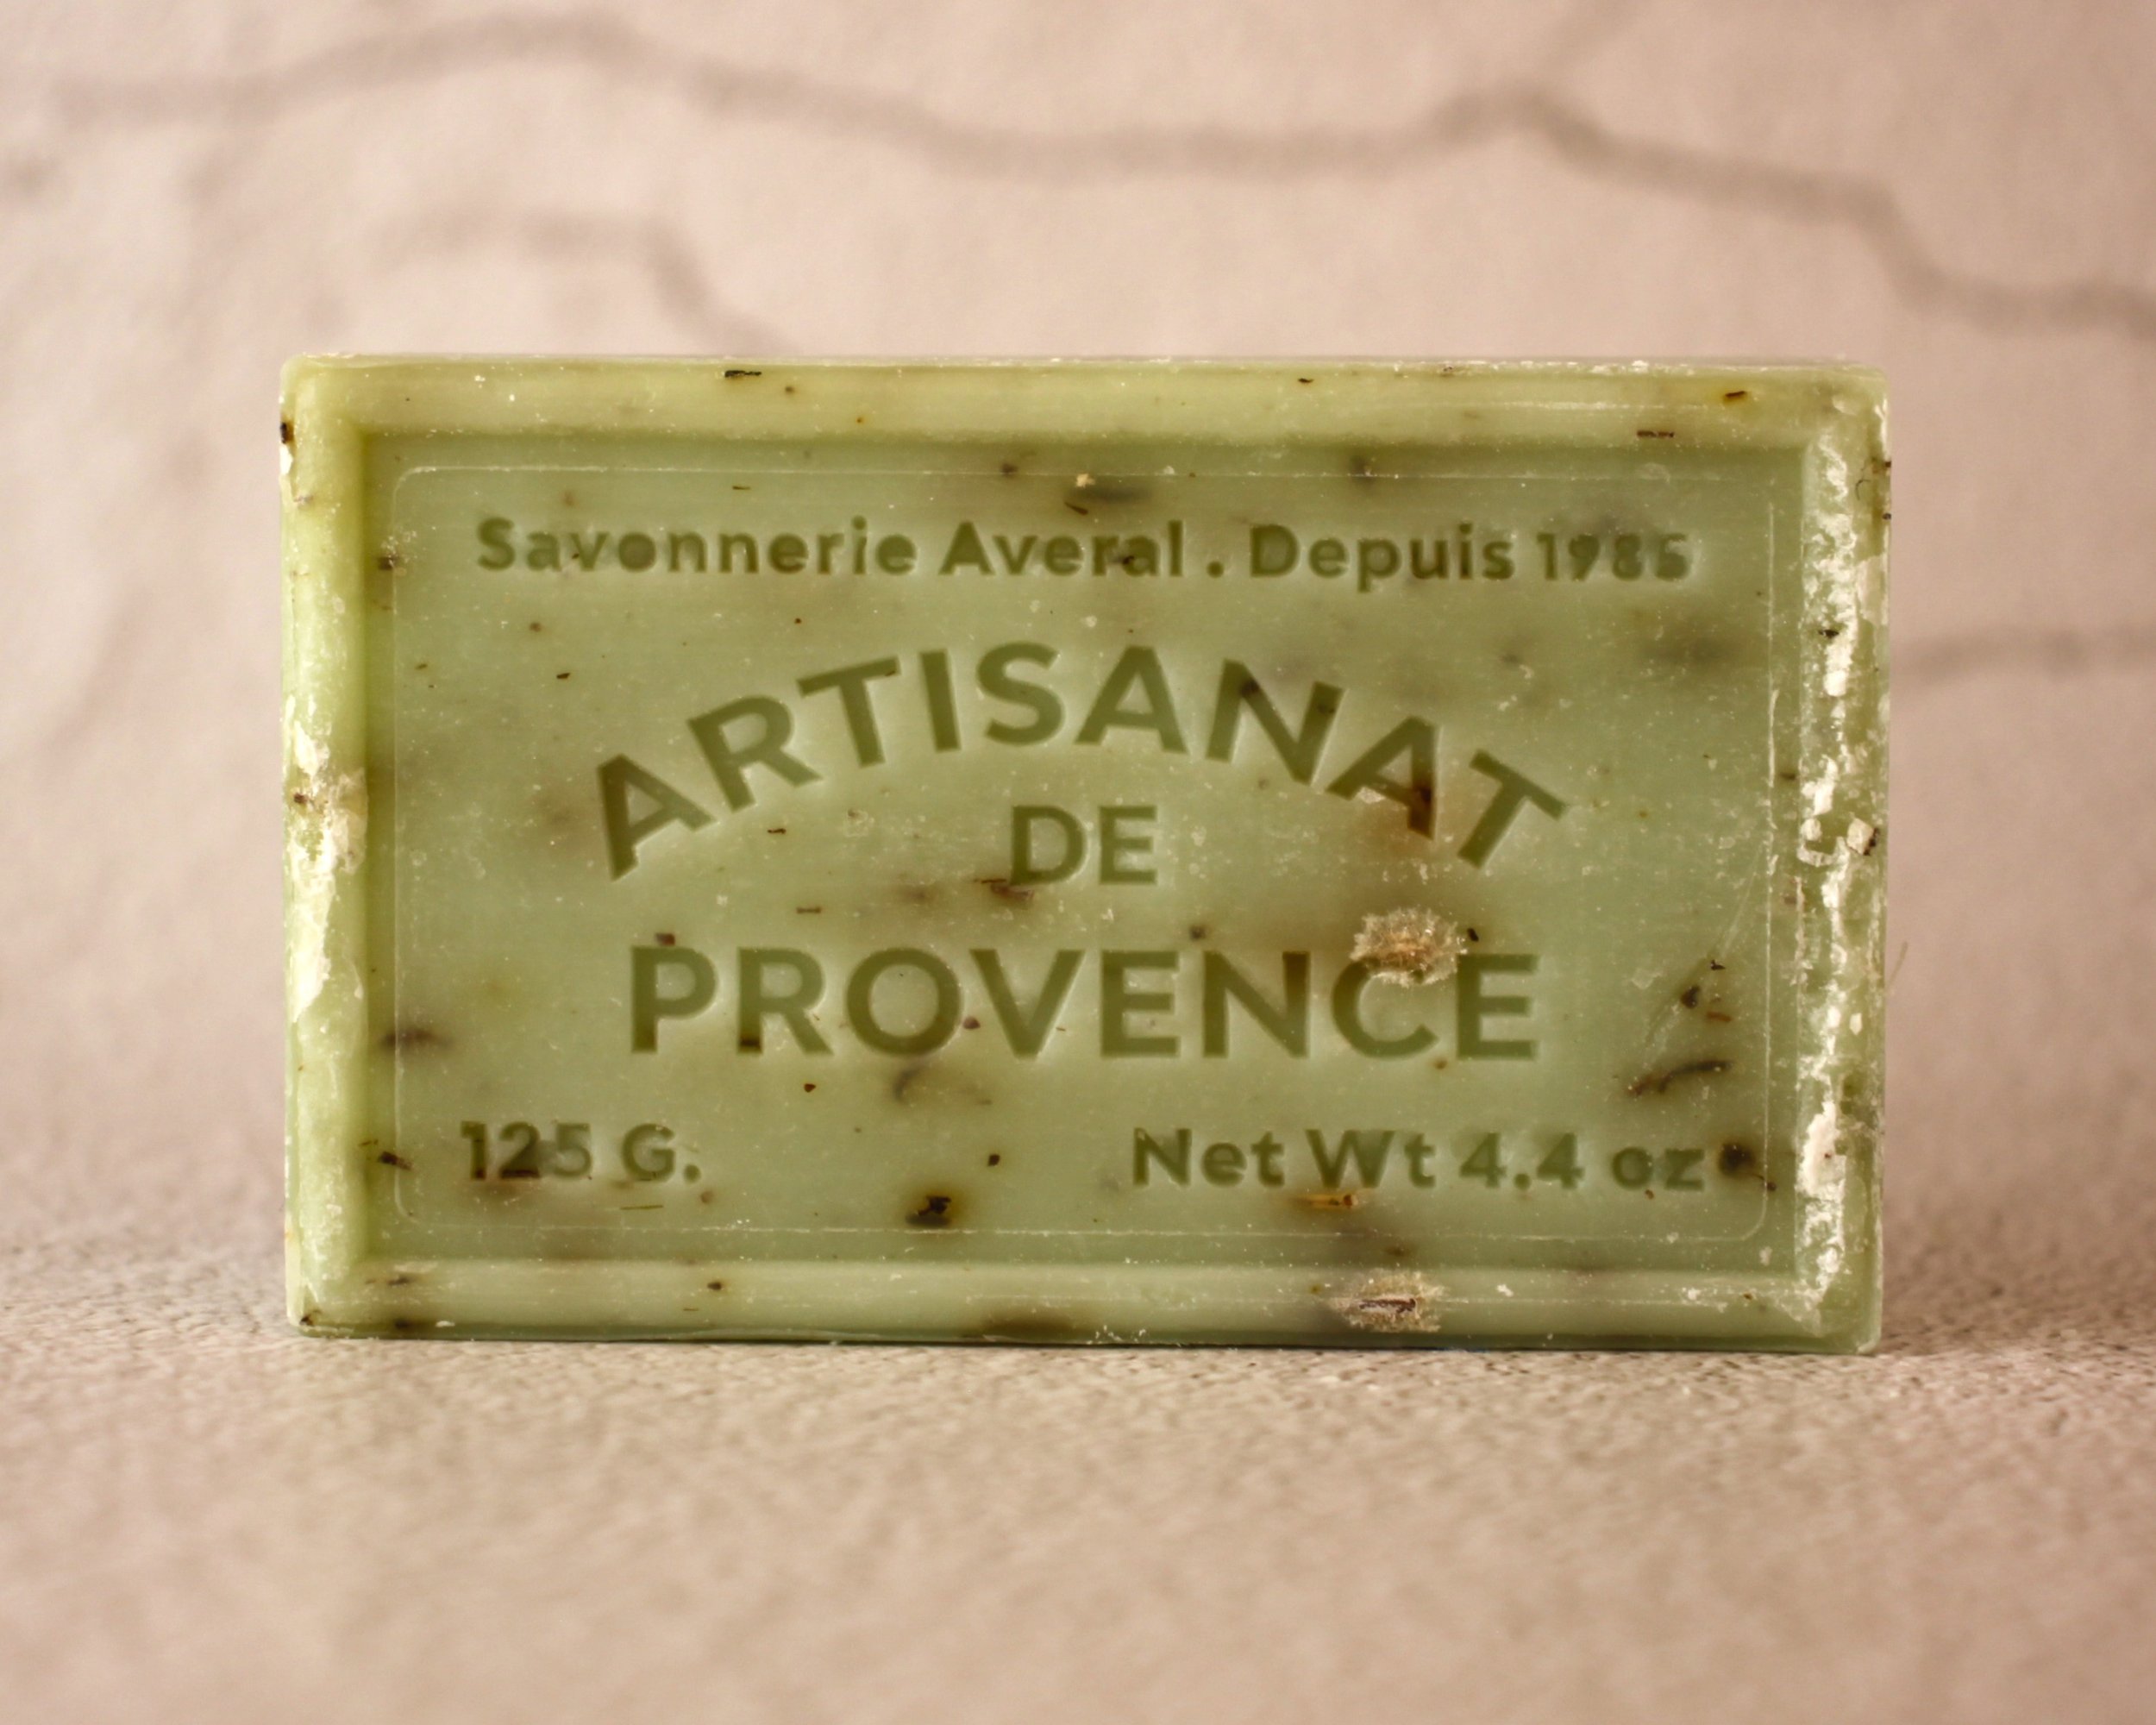 Savonnerie Averal . Depuis 1985
ARTISANAT
DE
PROVENCE
125 G.
Net Wt 4.4 oz